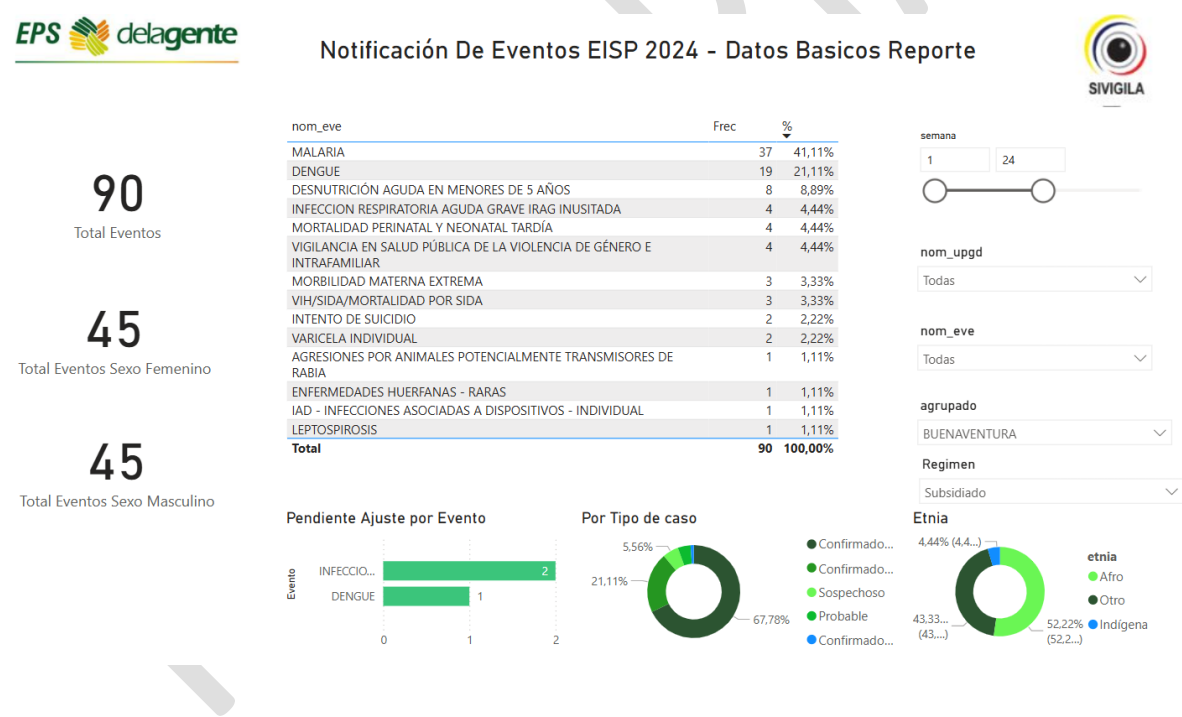 EPS delagente
Notificación De Eventos EISP 2024 - Datos Basicos Reporte
SIVIGILA
90
Total Eventos
45
Total Eventos Sexo Femenino
45
Total Eventos Sexo Masculino
nom_eve Frec %
MALARIA 37 41,11%
DENGUE 19 21,11%
DESNUTRICIÓN AGUDA EN MENORES DE 5 AÑOS 8 8,89%
INFECCION RESPIRATORIA AGUDA GRAVE IRAG INUSITADA 4 4,44%
MORTALIDAD PERINATAL Y NEONATAL TARDÍA 4 4,44%
VIGILANCIA EN SALUD PÚBLICA DE LA VIOLENCIA DE GÉNERO E 4 4,44%
INTRAFAMILIAR
MORBILIDAD MATERNA EXTREMA 3 3,33%
VIH/SIDA/MORTALIDAD POR SIDA 3 3,33%
INTENTO DE SUICIDIO 2 2,22%
VARICELA INDIVIDUAL 2 2,22%
AGRESIONES POR ANIMALES POTENCIALMENTE TRANSMISORES DE 1 1,11%
RABIA
ENFERMEDADES HUERFANAS - RARAS 1 1,11%
IAD - INFECCIONES ASOCIADAS A DISPOSITIVOS - INDIVIDUAL 1 1,11%
LEPTOSPIROSIS 1 1,11%
Total 90 100,00%
semana
1 24
nom_upgd
Todas
nom_eve
Todas
agrupado
BUENAVENTURA
Regimen
Subsidiado
Pendiente Ajuste por Evento
Evento
INFECCIO... 2
DENGUE 1
0 1 2
Por Tipo de caso
5,56%
21,11%
67,78%
Confirmado...
Confirmado...
Sospechoso
Probable
Confirmado...
Etnia
4,44% (4,4...)
43,33...
(43,...)
52,22%
(52,2...)
etnia
Afro
Otro
Indígena